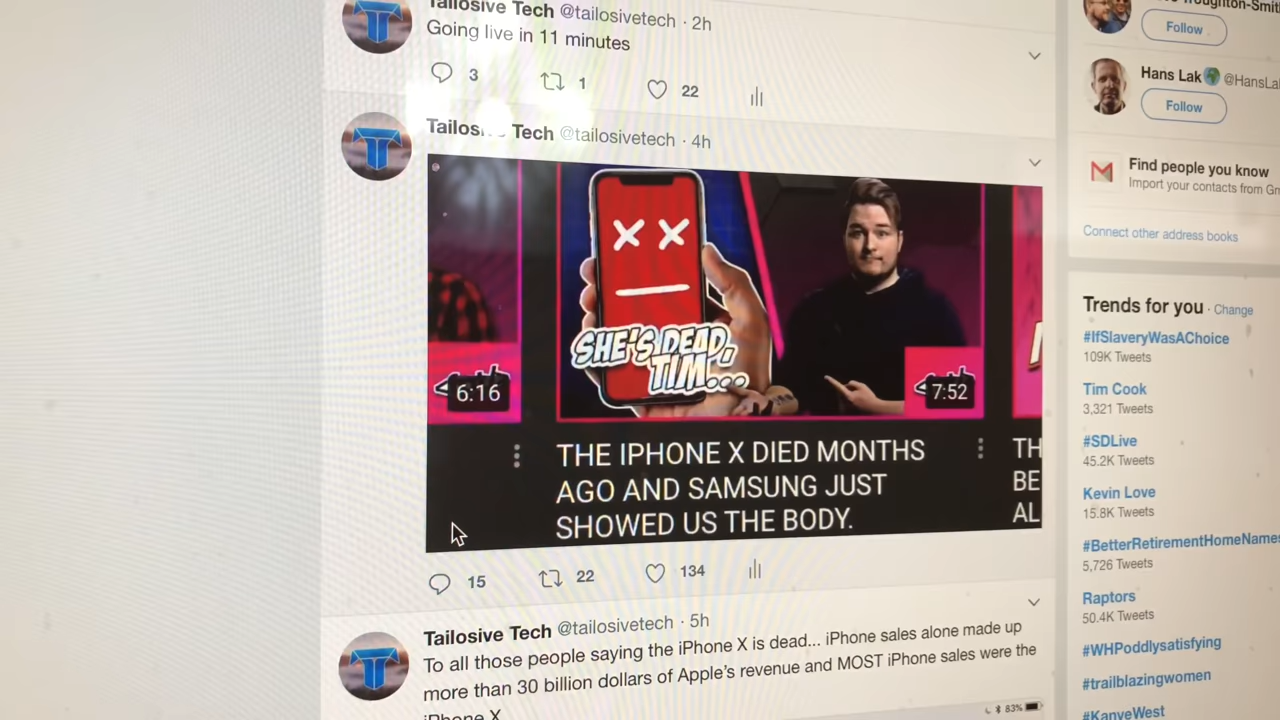 Tailosive Tech @tailosivetech · 2h
Going live in 11 minutes
3 1 22
Tech @tailosivetech · 4h
SHE'S DEAD,
TIM...
6:16
7:52
THE IPHONE X DIED MONTHS
AGO AND SAMSUNG JUST
SHOWED US THE BODY.
TH
BE
AL
15 22 134
Tailosive Tech @tailosivetech · 5h
To all those people saying the iPhone X is dead... iPhone sales alone made up
more than 30 billion dollars of Apple's revenue and MOST iPhone sales were the
iPhone X
83%
Follow
Hans Lak @HansLa
Follow
Find people you know
Import your contacts from Gm
Connect other address books
Trends for you · Change
#IfSlaveryWasAChoice
109K Tweets
Tim Cook
3,321 Tweets
#SDLive
45.2K Tweets
Kevin Love
15.8K Tweets
#BetterRetirementHomeNames
5,726 Tweets
Raptors
50.4K Tweets
#WHPoddlysatisfying
#trailblazingwomen
#KanyeWest